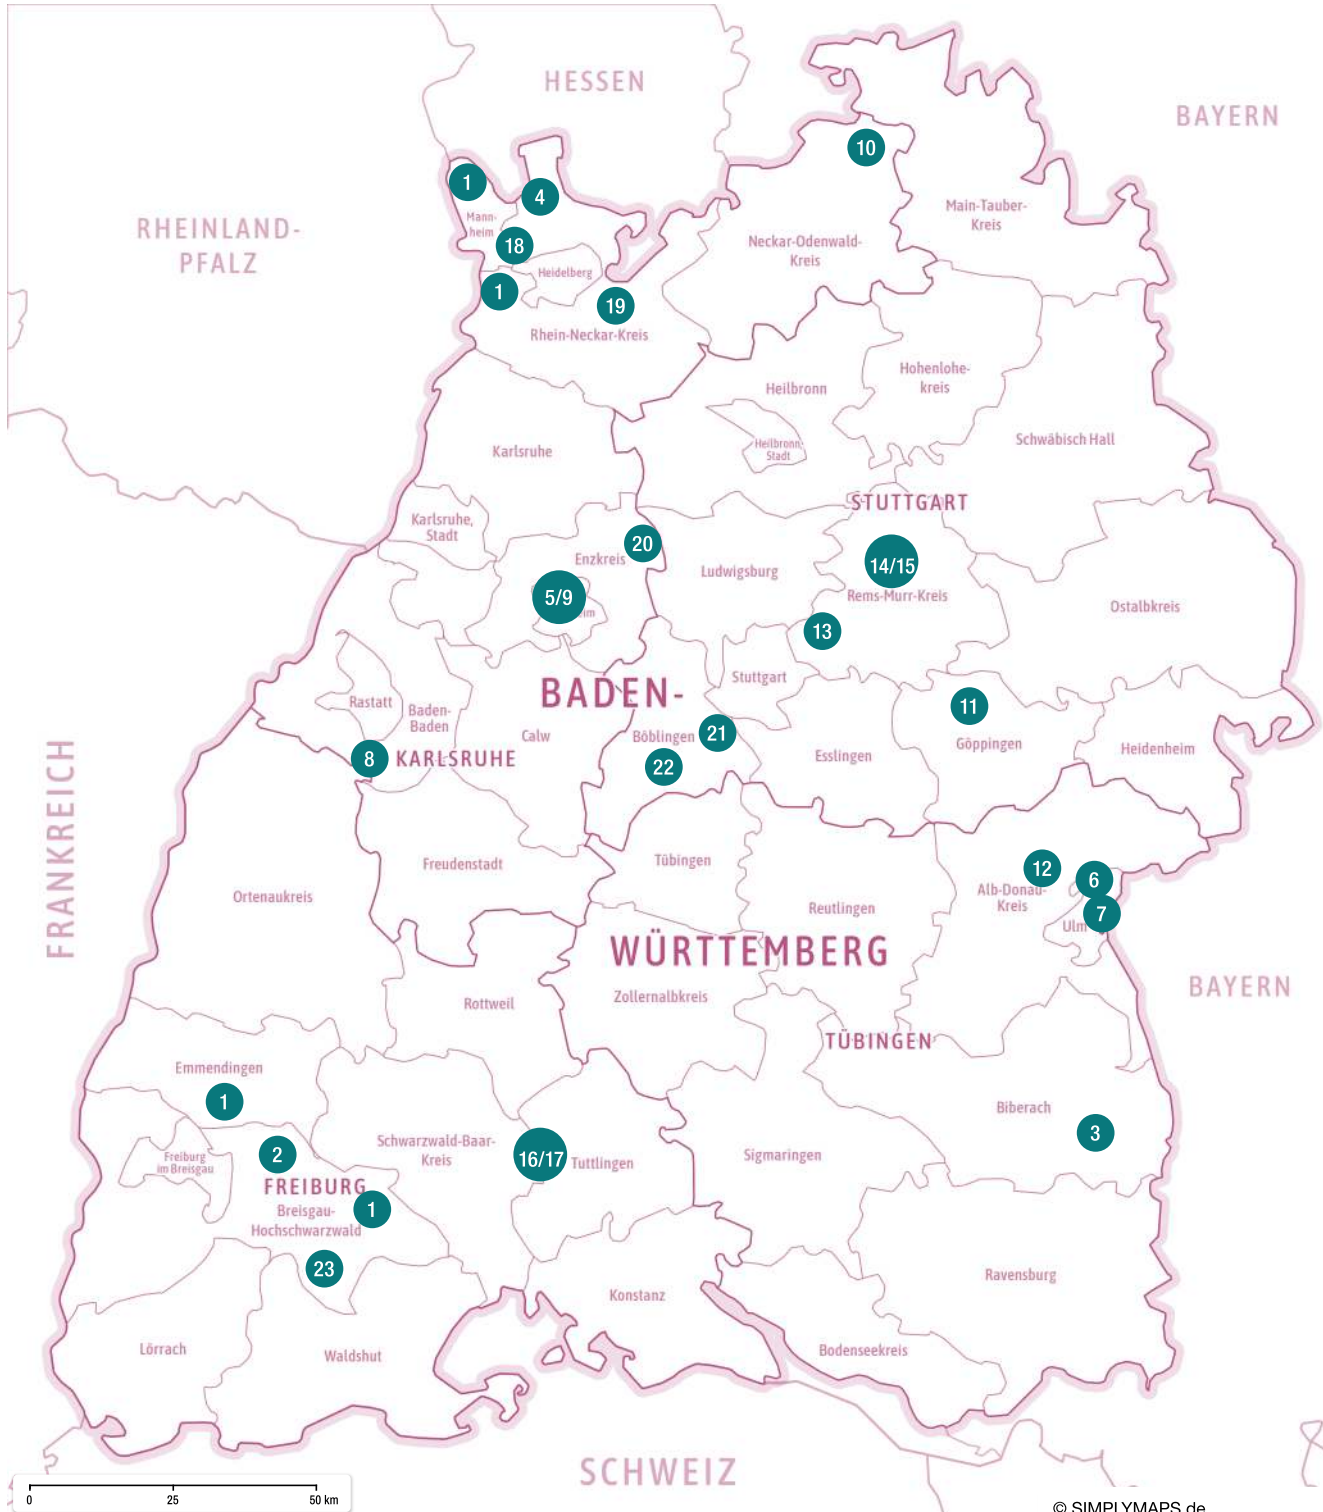 HESSEN
BAYERN
10
1
4
Mann-
heim
Main-Tauber-
Kreis
RHEINLAND-
PFALZ
18
Neckar-Odenwald-
Kreis
Heidelberg
1
19
Rhein-Neckar-Kreis
Hohenlohe-
kreis
Heilbronn
Heilbronn,
Stadt
Schwäbisch Hall
Karlsruhe
STUTTGART
Karlsruhe,
Stadt
20
Enzkreis
Ludwigsburg
14/15
Rems-Murr-Kreis
5/9
eim
Ostalbkreis
13
Stuttgart
BADEN-
Rastatt
Baden-
Baden
11
21
Böblingen
Calw
Göppingen
Heidenheim
Esslingen
8
KARLSRUHE
22
FRANKREICH
Freudenstadt
Tübingen
12
6
Alb-Donau-
Kreis
7
Ulm
Ortenaukreis
Reutlingen
WÜRTTEMBERG
BAYERN
Rottweil
Zollernalbkreis
TÜBINGEN
Emmendingen
1
Biberach
3
Freiburg
im Breisgau
2
Schwarzwald-Baar-
Kreis
16/17
Tuttlingen
Sigmaringen
FREIBURG
1
Breisgau-
Hochschwarzwald
23
Ravensburg
Konstanz
Lörrach
Waldshut
Bodenseekreis
SCHWEIZ
0 25 50 km
© SIMPLYMAPS.de